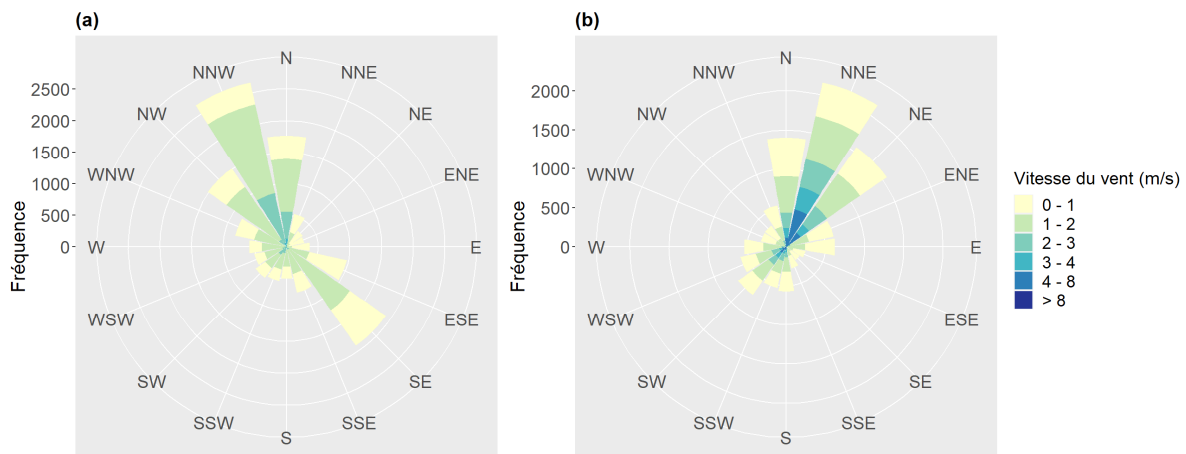 (a)
Fréquence
2500
2000
1500
1000
500
0
N
NNE
NE
ENE
E
ESE
SE
SSE
S
SSW
SW
WSW
W
WNW
NW
NNW
(b)
Fréquence
2000
1500
1000
500
0
N
NNE
NE
ENE
E
ESE
SE
SSE
S
SSW
SW
WSW
W
WNW
NW
NNW
Vitesse du vent (m/s)
0 - 1
1 - 2
2 - 3
3 - 4
4 - 8
> 8